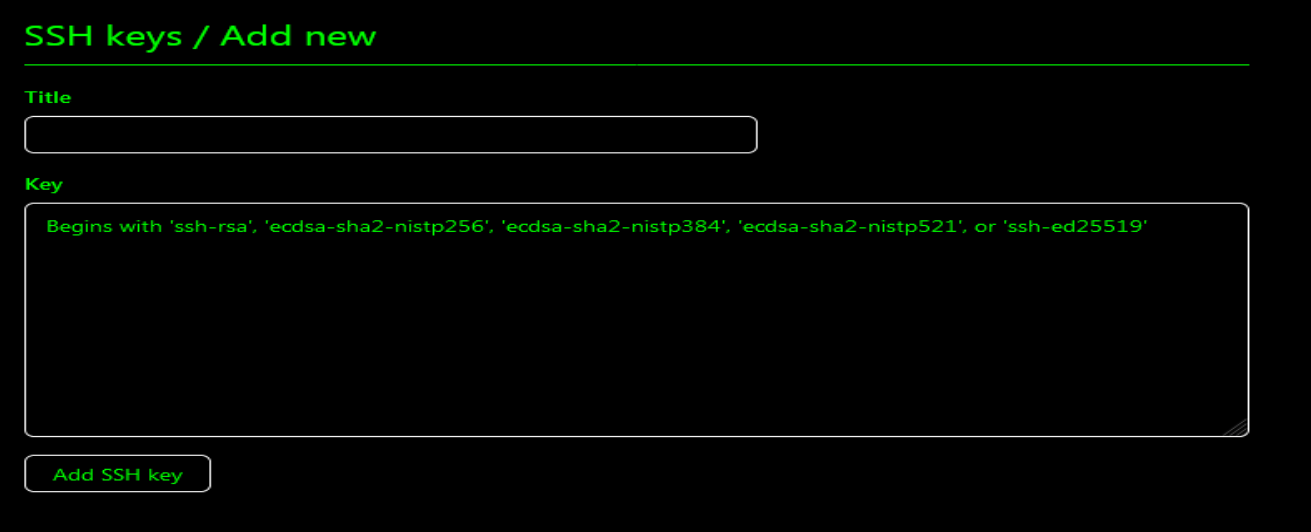 SSH keys / Add new
Title
Key
Begins with 'ssh-rsa', 'ecdsa-sha2-nistp256', 'ecdsa-sha2-nistp384', 'ecdsa-sha2-nistp521', or 'ssh-ed25519'
Add SSH key